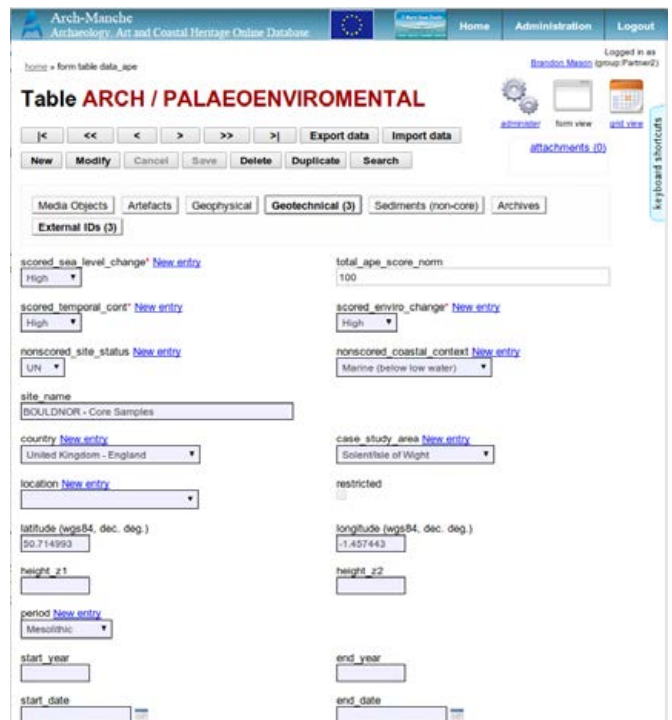 Arch-Manche
Archaeology, Art and Coastal Heritage Online Database
Home Administration Logout
Logged in as
home » form table data_ape
Brandon Mason (group:Partner2)
Table ARCH / PALAEOENVIROMENTAL
administer form view grid view
|< << < > >> >| Export data Import data
attachments (0)
New Modify Cancel Save Delete Duplicate Search
keyboard shortcuts
Media Objects Artefacts Geophysical Geotechnical (3) Sediments (non-core) Archives
External IDs (3)
scored_sea_level_change* New entry total_ape_score_norm
High 100
scored_temporal_cont* New entry scored_enviro_change* New entry
High High
nonscored_site_status New entry nonscored_coastal_context New entry
UN Marine (below low water)
site_name
BOULDNOR - Core Samples
country New entry case_study_area New entry
United Kingdom - England Solent/Isle of Wight
location New entry restricted
latitude (wgs84, dec. deg.) longitude (wgs84, dec. deg.)
50.714993 -1.457443
height_z1 height_z2
period New entry
Mesolithic
start_year end_year
start_date end_date